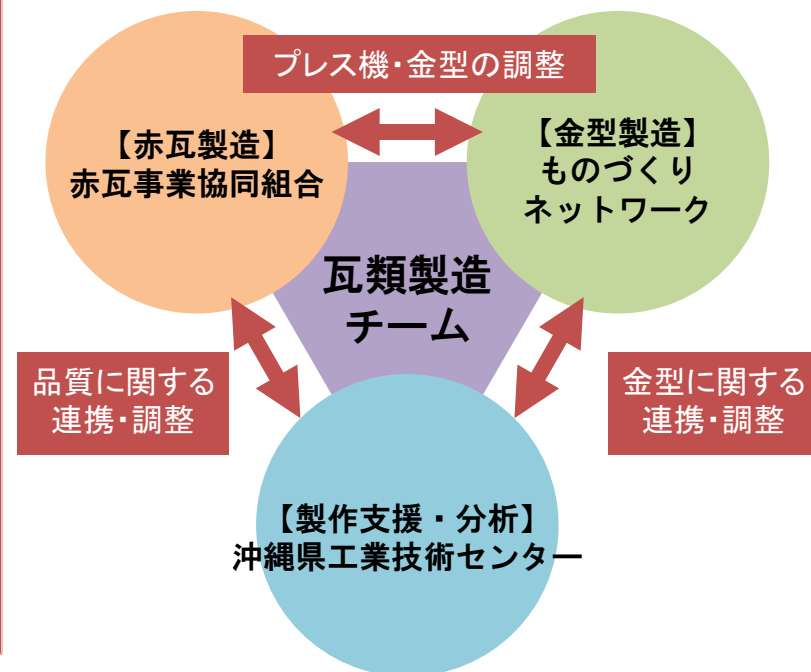 プレス機・金型の調整
【赤瓦製造】
赤瓦事業協同組合
【金型製造】
ものづくり
ネットワーク
瓦類製造
チーム
品質に関する
連携・調整
金型に関する
連携・調整
【製作支援・分析】
沖縄県工業技術センター